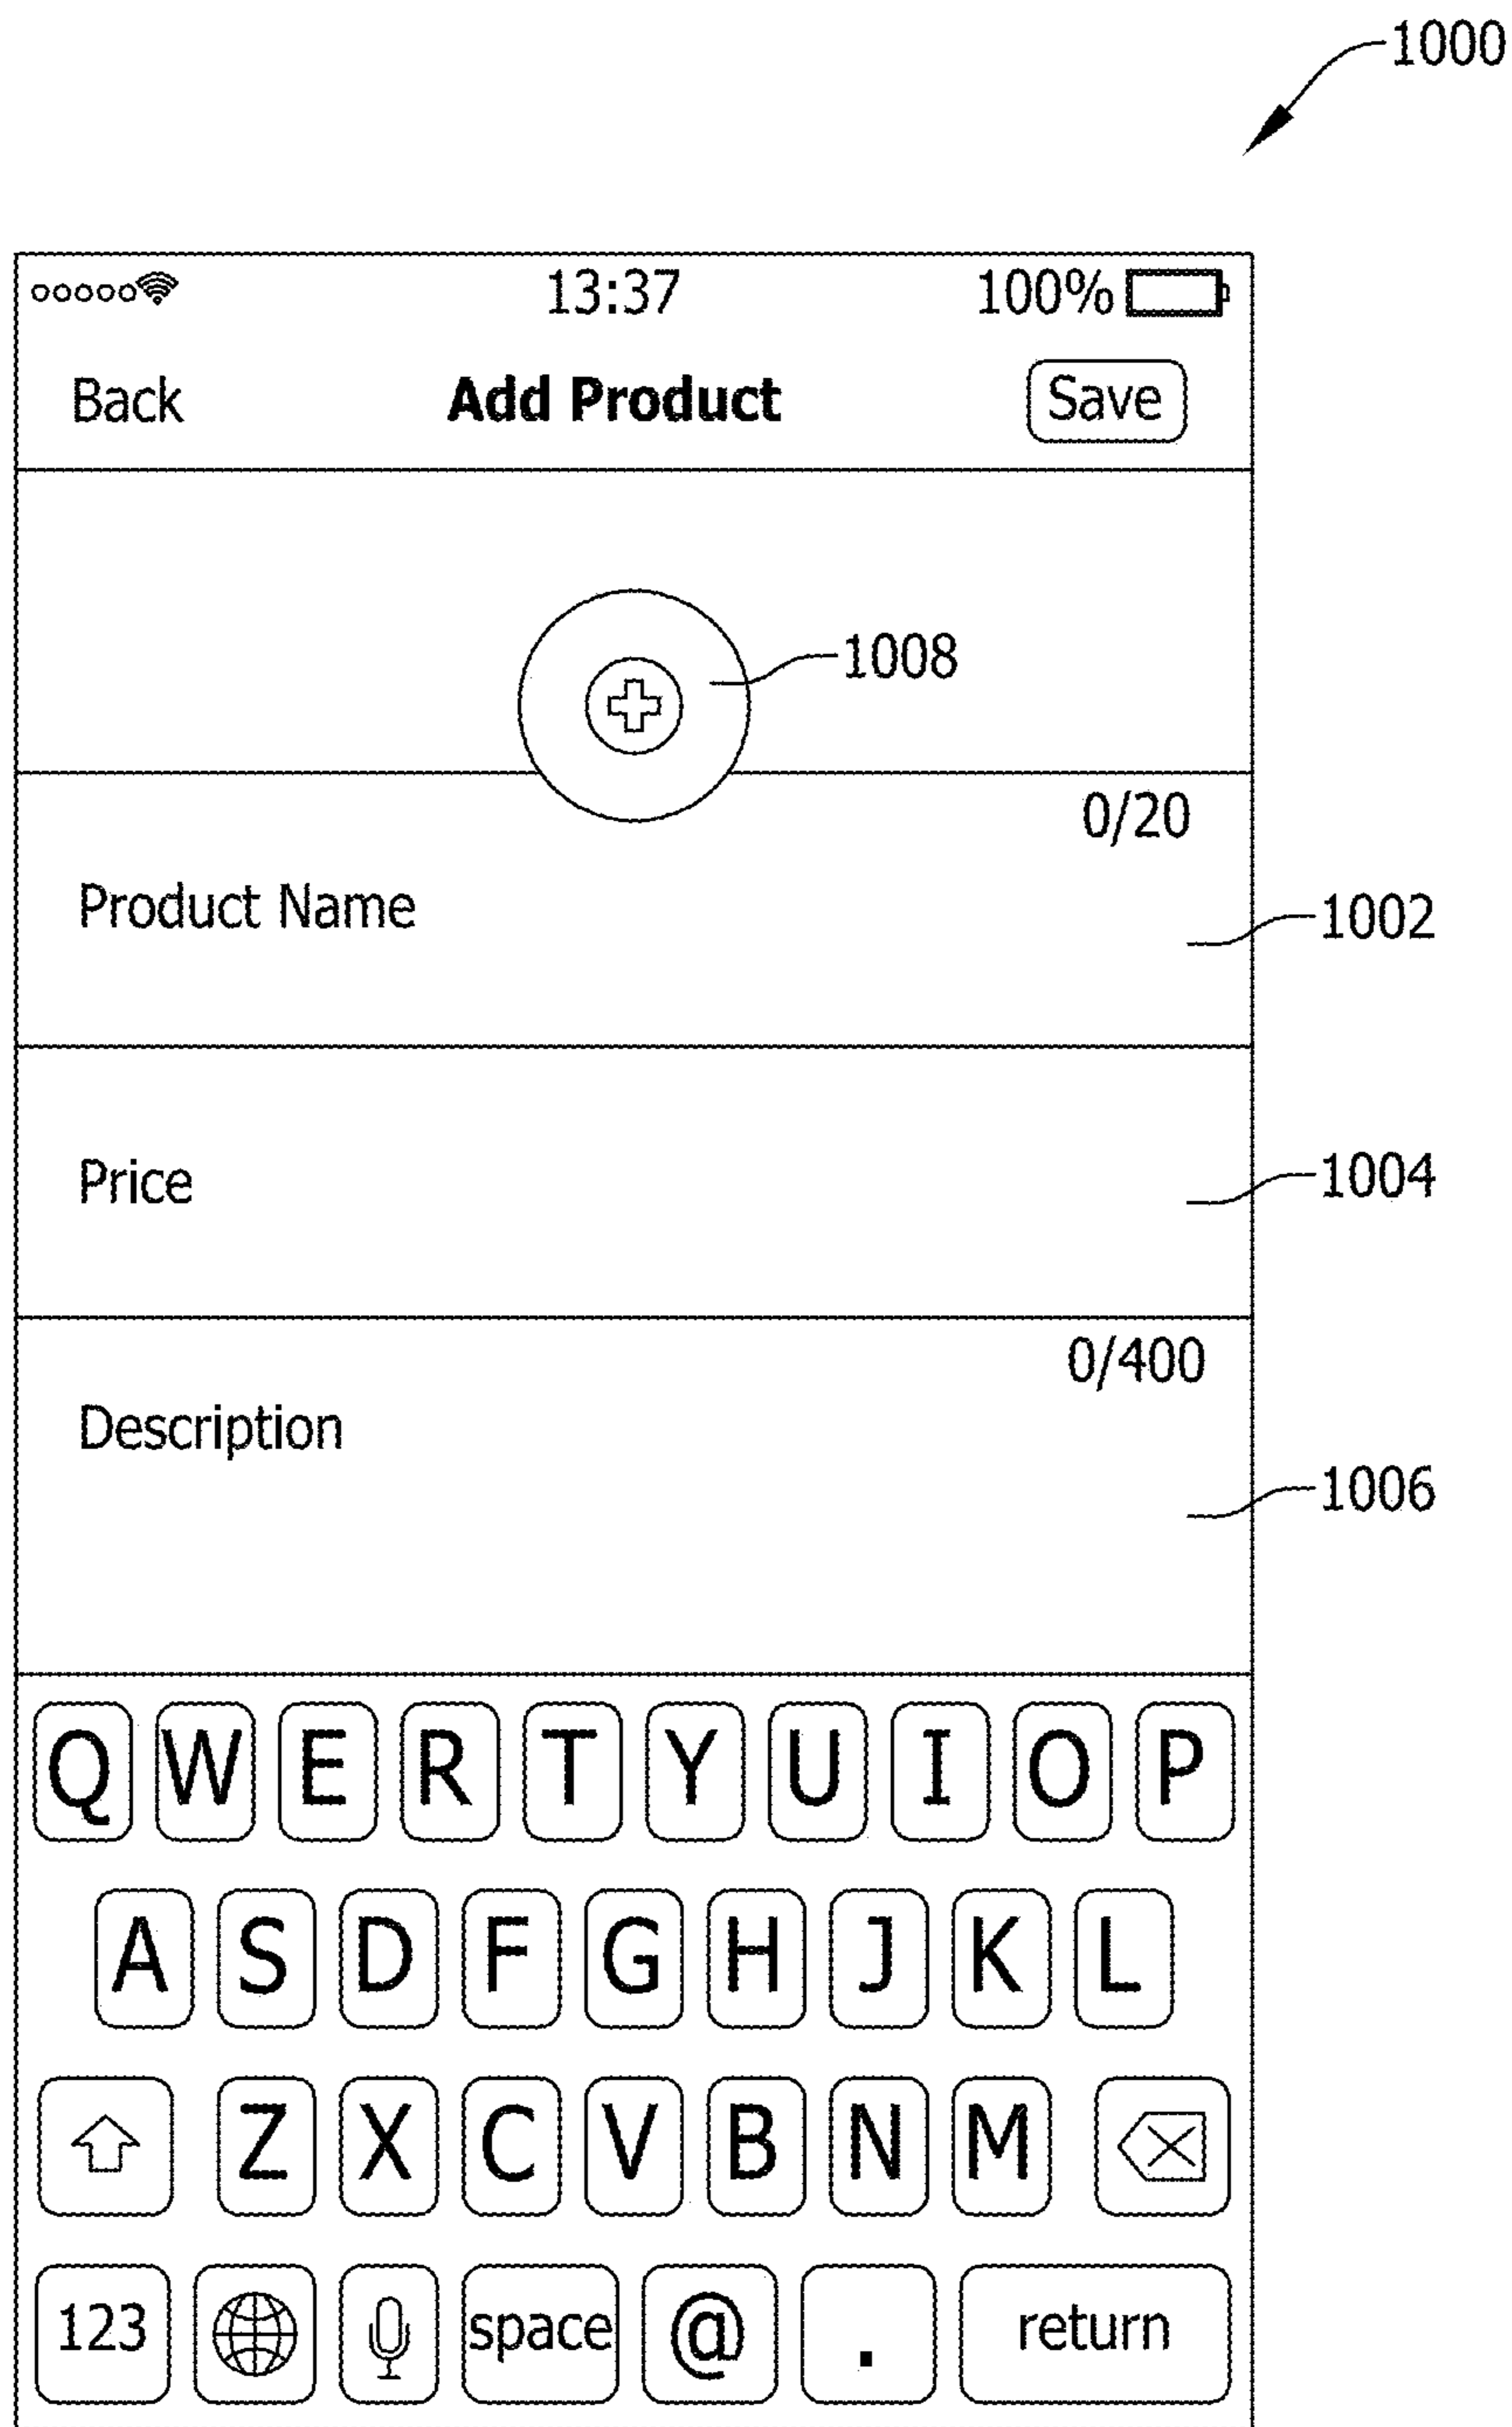 1000
13:37 100%
Back Add Product Save
1008
0/20
Product Name 1002
Price 1004
0/400
Description
1006
Q W E R T Y U I O P
A S D F G H J K L
Z X C V B N M
123 space @ . return